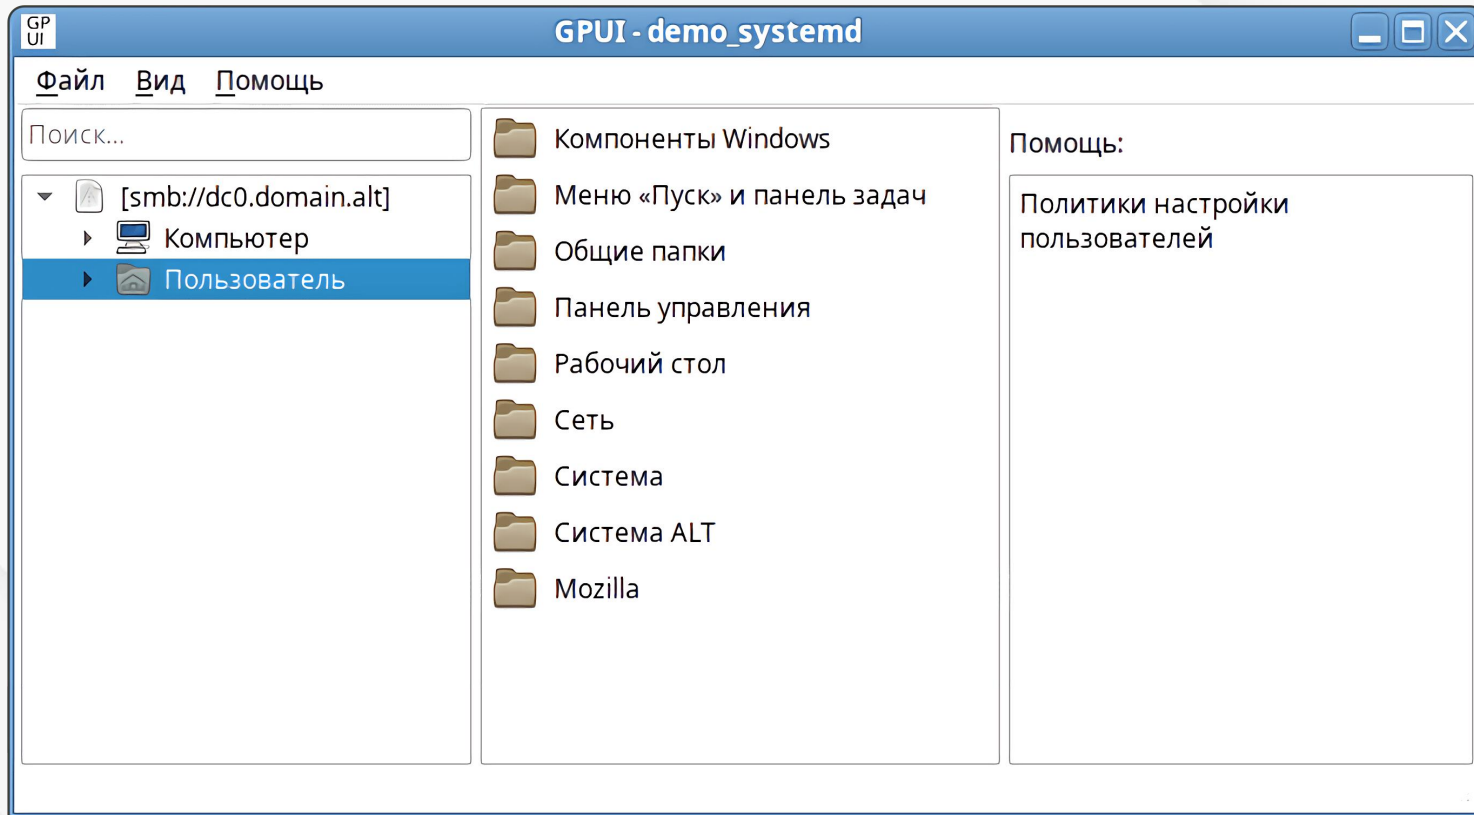 GP
UI
GPUI - demo_systemd
Файл Вид Помощь
Поиск...
[smb://dc0.domain.alt]
Компьютер
Пользователь
Компоненты Windows
Меню «Пуск» и панель задач
Общие папки
Панель управления
Рабочий стол
Сеть
Система
Система ALT
Mozilla
Помощь:
Политики настройки
пользователей